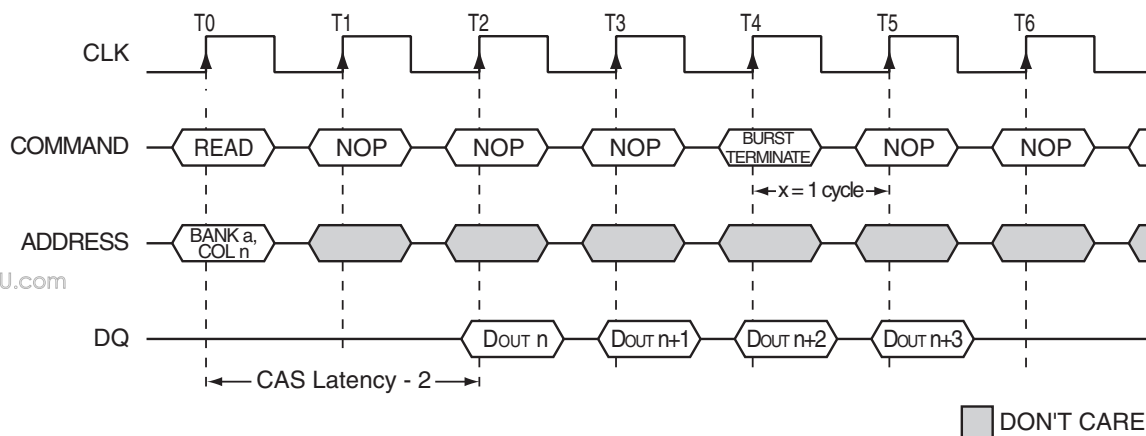 T0 T1 T2 T3 T4 T5 T6
CLK
COMMAND READ NOP NOP NOP BURST TERMINATE NOP NOP
x = 1 cycle
ADDRESS BANK a, COL n
U.com
DQ DOUT n DOUT n+1 DOUT n+2 DOUT n+3
CAS Latency - 2
DON'T CARE